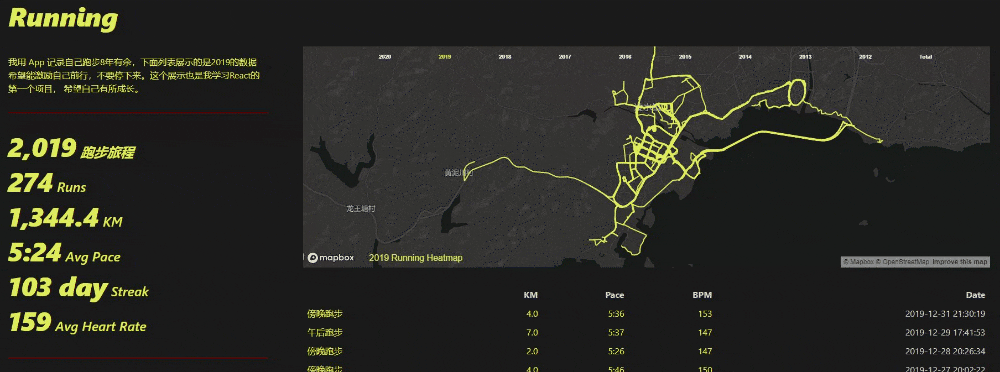 Running
我用 App 记录自己跑步8年有余，下面列表展示的是2019的数据
希望能激励自己前行，不要停下来。这个展示也是我学习React的
第一个项目， 希望自己有所成长。
2,019 跑步旅程
274 Runs
1,344.4 KM
5:24 Avg Pace
103 day Streak
159 Avg Heart Rate
2020 2019 2018 2017 2016 2015 2014 2013 2012 Total
龙王塘村
mapbox
2019 Running Heatmap
© Mapbox © OpenStreetMap Improve this map
KM Pace BPM Date
傍晚跑步 4.0 5:36 153 2019-12-31 21:30:19
午后跑步 7.0 5:37 147 2019-12-29 17:41:53
傍晚跑步 2.0 5:26 147 2019-12-28 20:26:34
傍晚跑步 4.0 5:46 150 2019-12-27 20:02:22